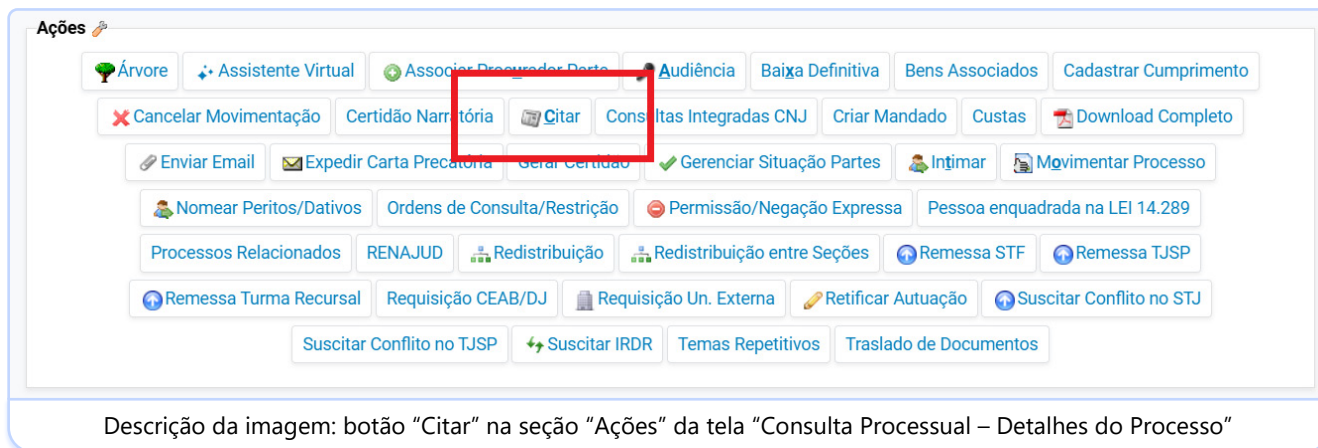 Ações
Árvore Assistente Virtual Associar Procurador Parte Audiência Baixa Definitiva Bens Associados Cadastrar Cumprimento
Cancelar Movimentação Certidão Narratória Citar Consultas Integradas CNJ Criar Mandado Custas Download Completo
Enviar Email Expedir Carta Precatória Gerar Certidão Gerenciar Situação Partes Intimar Movimentar Processo
Nomear Peritos/Dativos Ordens de Consulta/Restrição Permissão/Negação Expressa Pessoa enquadrada na LEI 14.289
Processos Relacionados RENAJUD Redistribuição Redistribuição entre Seções Remessa STF Remessa TJSP
Remessa Turma Recursal Requisição CEAB/DJ Requisição Un. Externa Retificar Autuação Suscitar Conflito no STJ
Suscitar Conflito no TJSP Suscitar IRDR Temas Repetitivos Traslado de Documentos
Descrição da imagem: botão “Citar” na seção “Ações” da tela “Consulta Processual – Detalhes do Processo”